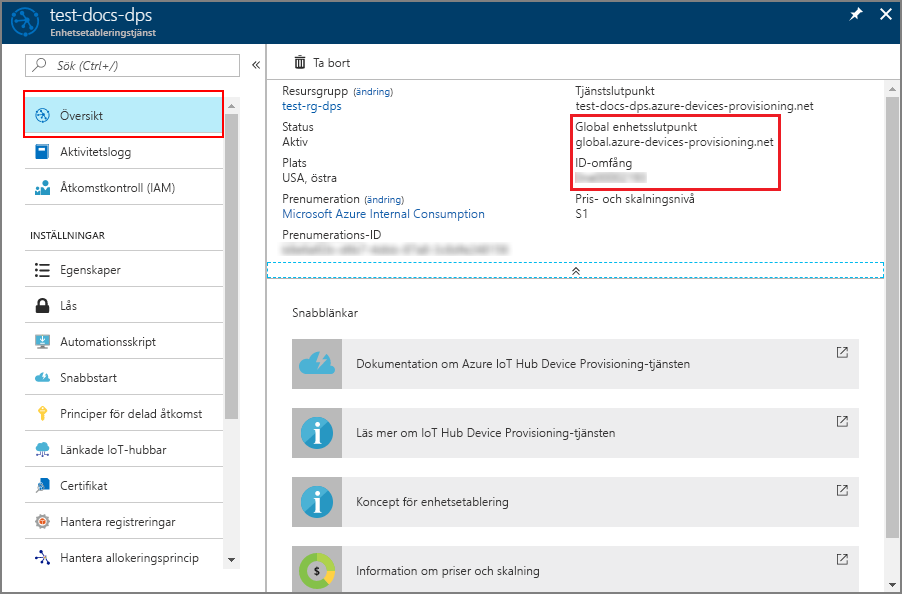 test-docs-dps
Enhetsetableringstjänst
Sök (Ctrl+/)
Översikt
Aktivitetslogg
Åtkomstkontroll (IAM)
INSTÄLLNINGAR
Egenskaper
Lås
Automationsskript
Snabbstart
Principer för delad åtkomst
Länkade IoT-hubbar
Certifikat
Hantera registreringar
Hantera allokeringsprincip
Ta bort
Resursgrupp (ändring)
test-rg-dps
Status
Aktiv
Plats
USA, östra
Prenumeration (ändring)
Microsoft Azure Internal Consumption
Prenumerations-ID
Tjänstslutpunkt
test-docs-dps.azure-devices-provisioning.net
Global enhetsslutpunkt
global.azure-devices-provisioning.net
ID-omfång
Pris- och skalningsnivå
S1
Snabblänkar
Dokumentation om Azure IoT Hub Device Provisioning-tjänsten
Läs mer om IoT Hub Device Provisioning-tjänsten
Koncept för enhetsetablering
Information om priser och skalning